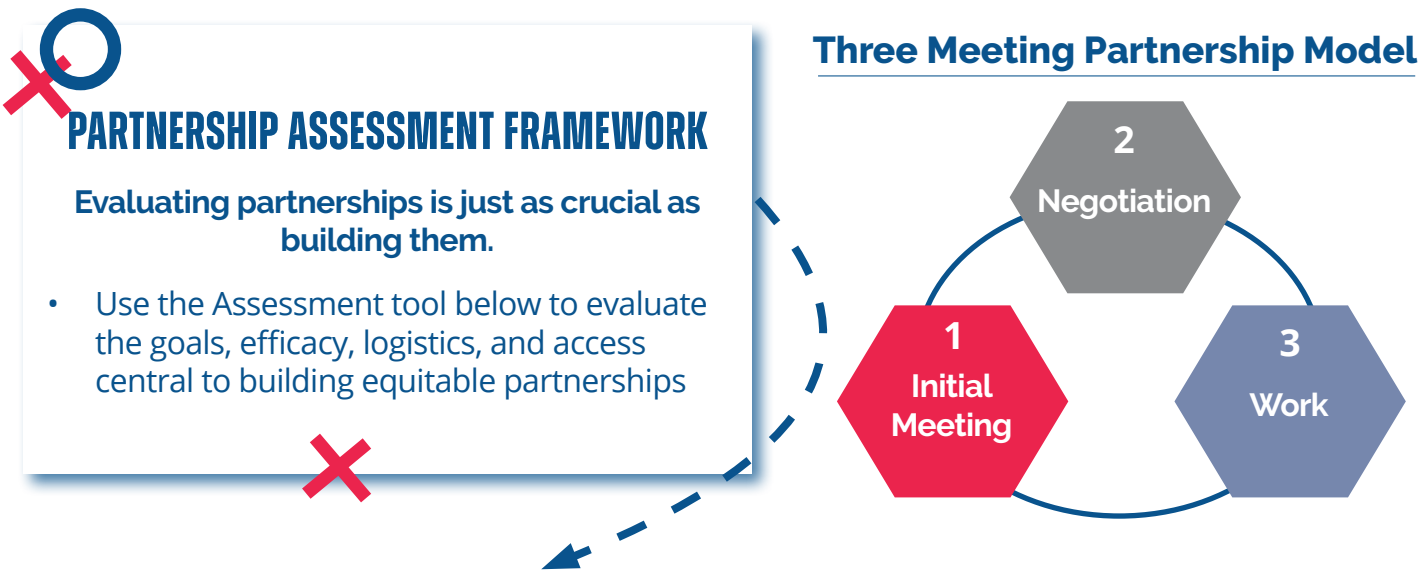 PARTNERSHIP ASSESSMENT FRAMEWORK
Evaluating partnerships is just as crucial as
building them.
• Use the Assessment tool below to evaluate
the goals, efficacy, logistics, and access
central to building equitable partnerships
Three Meeting Partnership Model
1
Initial
Meeting
2
Negotiation
3
Work